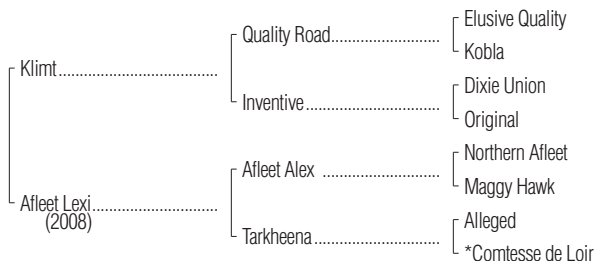 Elusive Quality
Quality Road........................
Kobla
Klimt...................................
Dixie Union
Inventive.............................
Original
Northern Afleet
Afleet Alex ........................
Maggy Hawk
Afleet Lexi...........................
(2008)
Alleged
Tarkheena..........................
*Comtesse de Loir